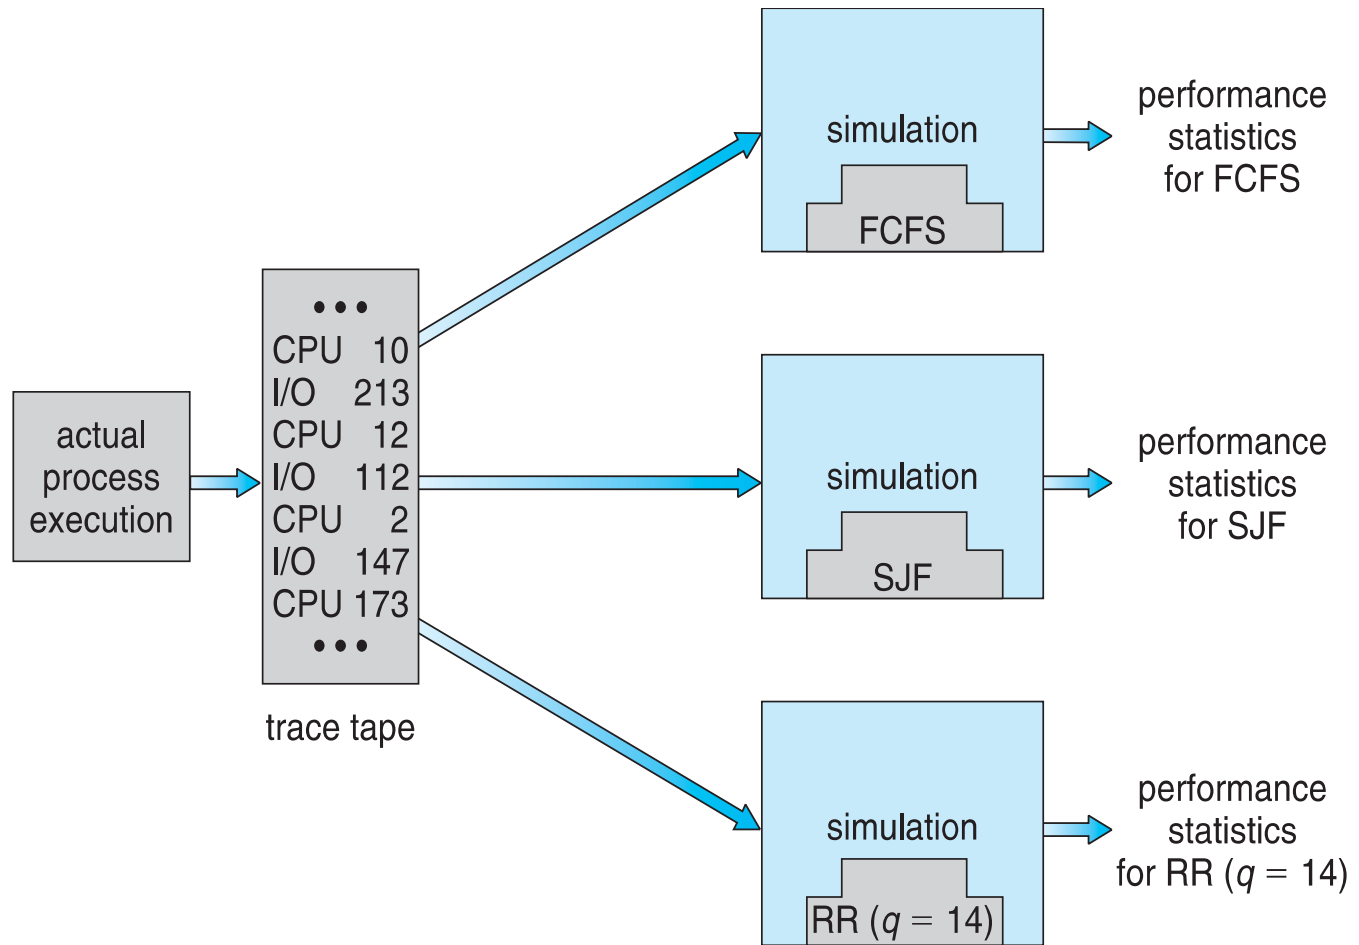 actual
process
execution
• • •
CPU 10
I/O 213
CPU 12
I/O 112
CPU 2
I/O 147
CPU 173
• • •
trace tape
simulation
FCFS
performance
statistics
for FCFS
simulation
SJF
performance
statistics
for SJF
simulation
RR (q = 14)
performance
statistics
for RR (q = 14)